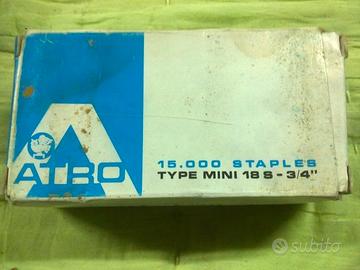 ATRO
15.000 STAPLES
TYPE MINI 18 S - 3/4"
subito